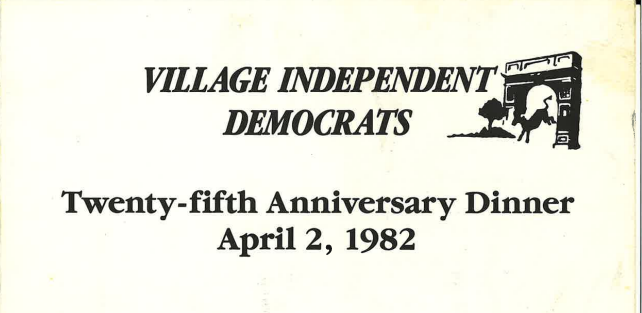 VILLAGE INDEPENDENT
DEMOCRATS
Twenty-fifth Anniversary Dinner
April 2, 1982